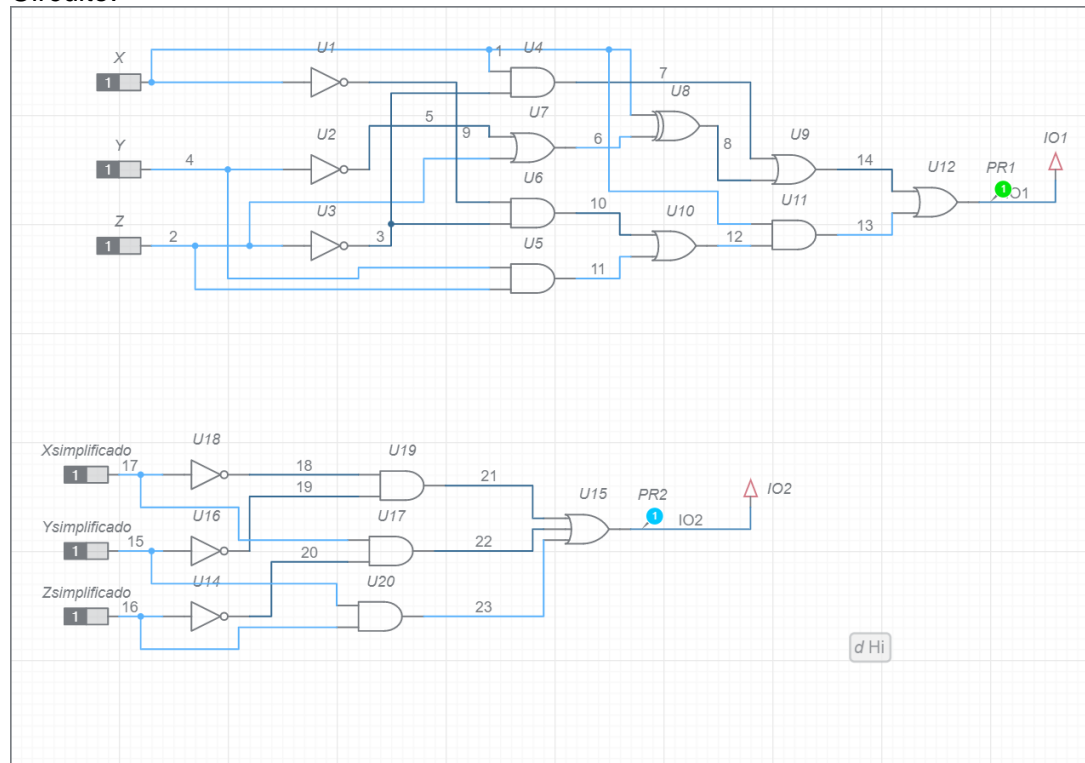 U1
1
U4
X
1
7
U8
U7
5
9
U2
6
8
U9
IO1
Y
14
1
4
U12
PR1
U6
1
IO1
U11
Z
U3
10
U10
1
2
3
12
13
U5
11
U18
U19
Xsimplificado
17
18
21
1
19
U15
PR2
IO2
U16
U17
1
IO2
Ysimplificado
15
22
1
20
U14
U20
Zsimplificado
16
23
1
d Hi